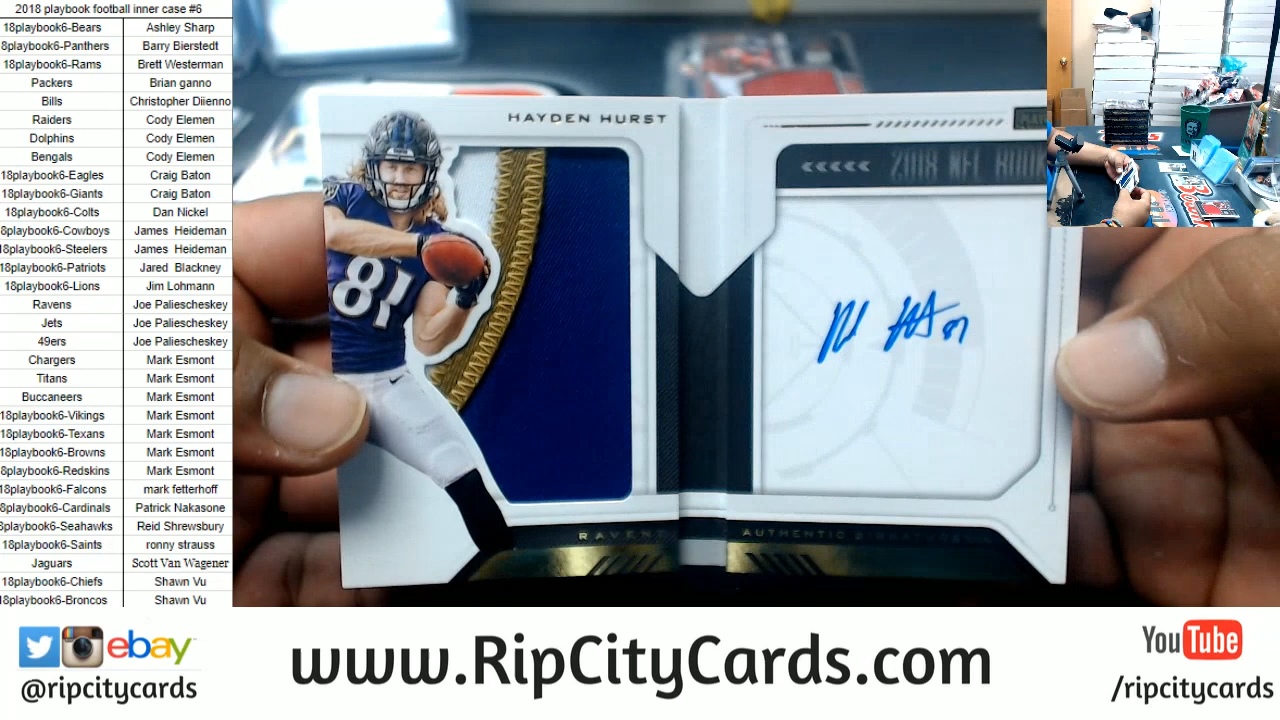 2018 playbook football inner case #6
18playbook6-Bears Ashley Sharp
8playbook6-Panthers Barry Bierstedt
18playbook6-Rams Brett Westerman
Packers Brian ganno
Bills Christopher Diienno
Raiders Cody Elemen
Dolphins Cody Elemen
Bengals Cody Elemen
18playbook6-Eagles Craig Baton
18playbook6-Giants Craig Baton
18playbook6-Colts Dan Nickel
8playbook6-Cowboys James Heideman
18playbook6-Steelers James Heideman
18playbook6-Patriots Jared Blackney
18playbook6-Lions Jim Lohmann
Ravens Joe Paliescheskey
Jets Joe Paliescheskey
49ers Joe Paliescheskey
Chargers Mark Esmont
Titans Mark Esmont
Buccaneers Mark Esmont
18playbook6-Vikings Mark Esmont
18playbook6-Texans Mark Esmont
18playbook6-Browns Mark Esmont
8playbook6-Redskins Mark Esmont
18playbook6-Falcons mark fetterhoff
8playbook6-Cardinals Patrick Nakasone
8playbook6-Seahawks Reid Shrewsbury
18playbook6-Saints ronny strauss
Jaguars Scott Van Wagener
18playbook6-Chiefs Shawn Vu
18playbook6-Broncos Shawn Vu
HAYDEN HURST
2018 NFL ROO
81
RAVENS
AUTHENTIC SIGNATURE
ebay
@ripcitycards
www.RipCityCards.com
YouTube
/ripcitycards